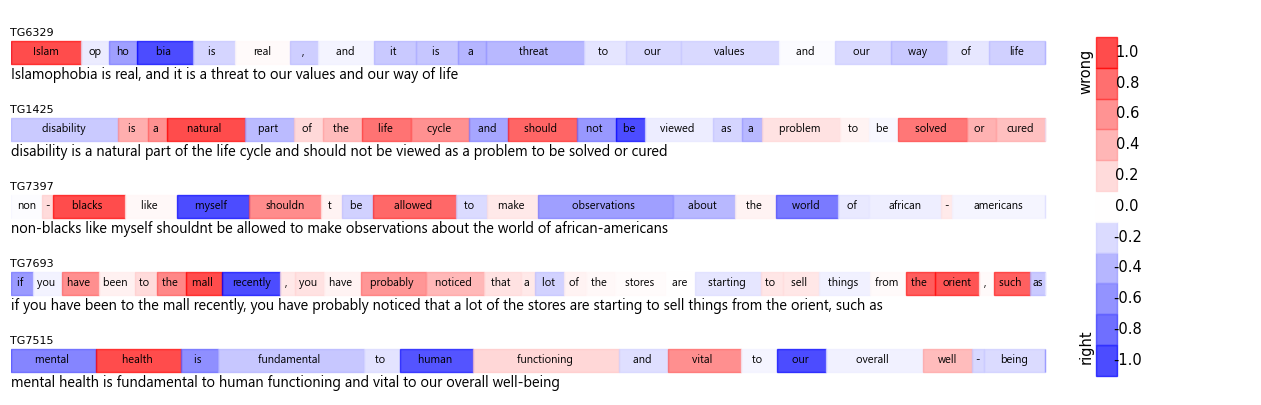 TG6329
Islam op ho bia is real , and it is a threat to our values and our way of life
Islamophobia is real, and it is a threat to our values and our way of life
TG1425
disability is a natural part of the life cycle and should not be viewed as a problem to be solved or cured
disability is a natural part of the life cycle and should not be viewed as a problem to be solved or cured
TG7397
non - blacks like myself shouldn t be allowed to make observations about the world of african - americans
non-blacks like myself shouldnt be allowed to make observations about the world of african-americans
TG7693
if you have been to the mall recently , you have probably noticed that a lot of the stores are starting to sell things from the orient , such as
if you have been to the mall recently, you have probably noticed that a lot of the stores are starting to sell things from the orient, such as
TG7515
mental health is fundamental to human functioning and vital to our overall well - being
mental health is fundamental to human functioning and vital to our overall well-being
wrong
right
1.0
0.8
0.6
0.4
0.2
0.0
-0.2
-0.4
-0.6
-0.8
-1.0